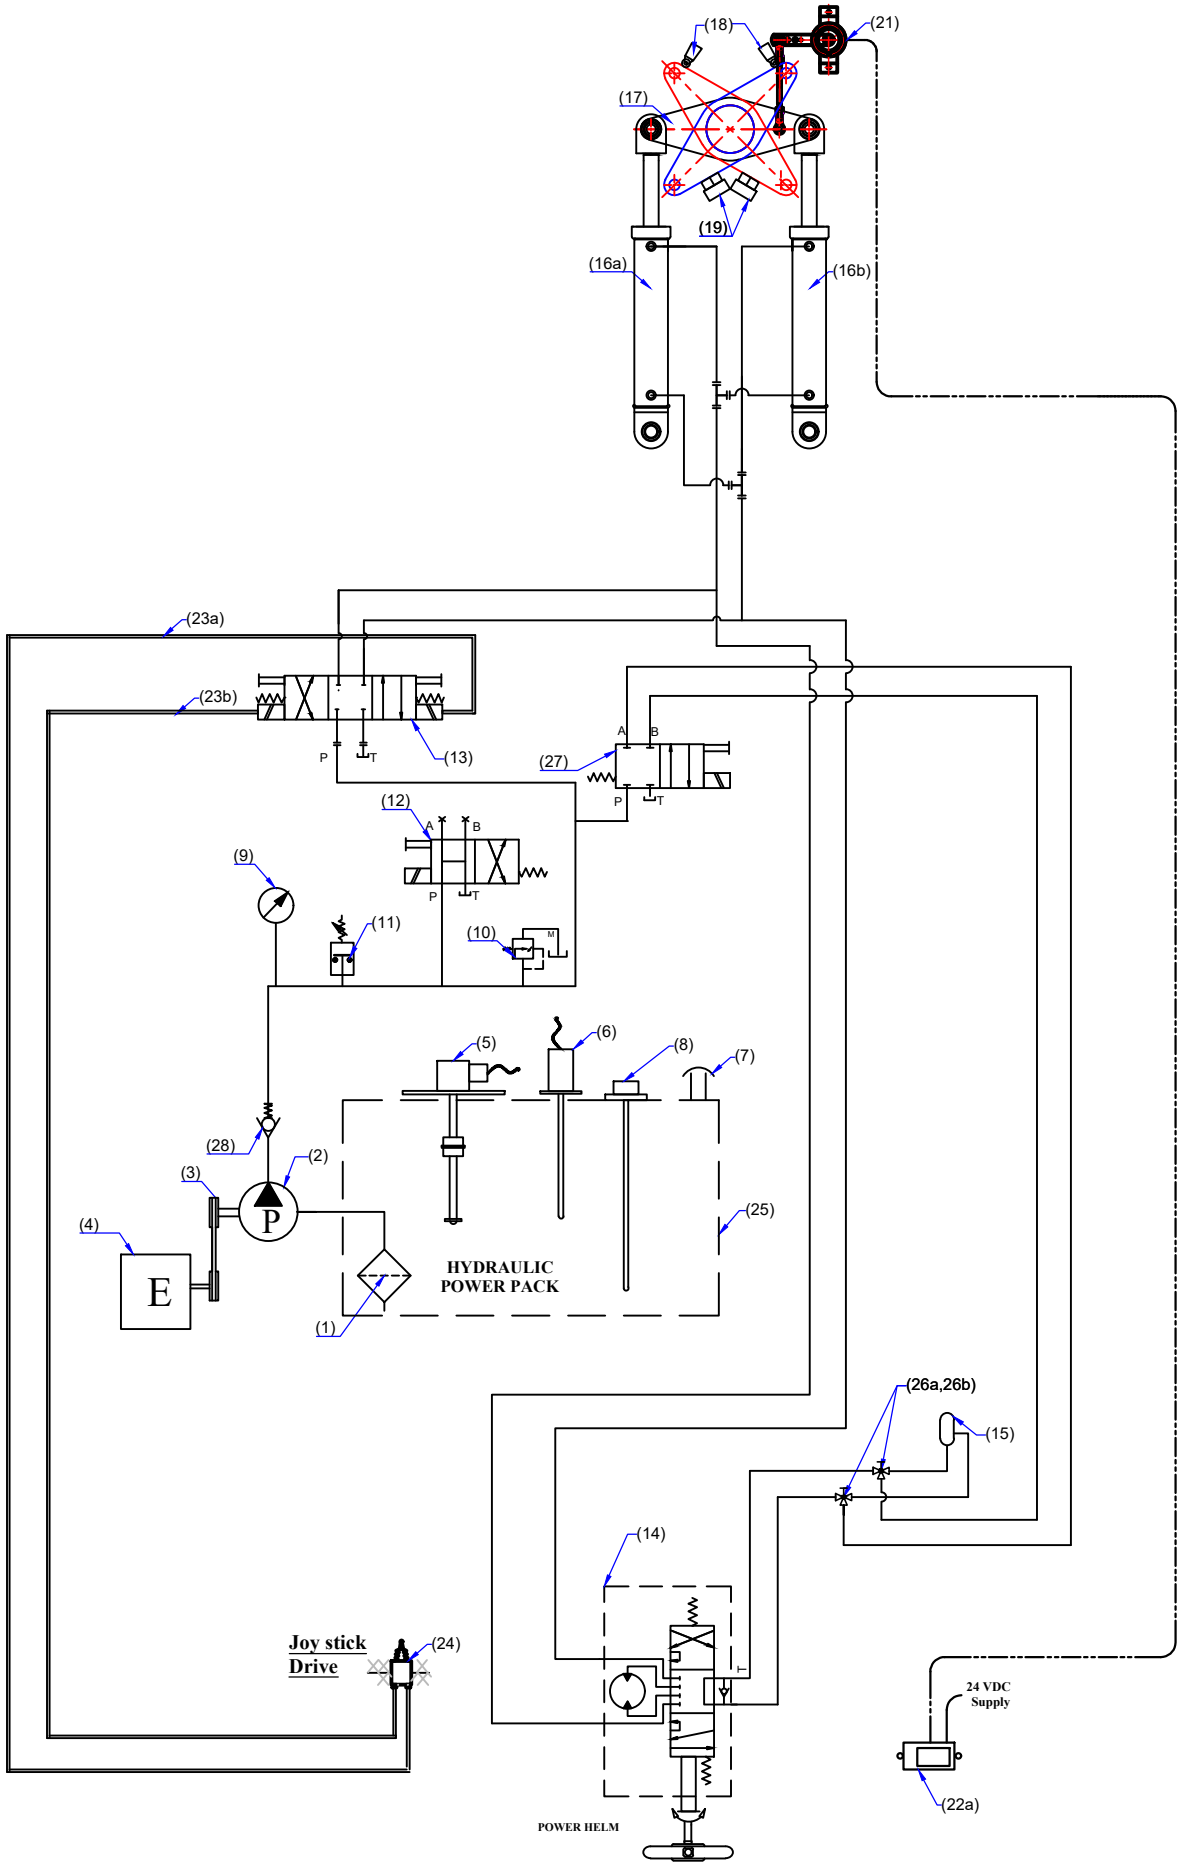 (18)
(21)
(17)
(19)
(16a)
(16b)
(23a)
(23b)
P
T
(13)
A
B
(27)
P
T
(12)
A
B
P
T
(9)
(11)
(10)
M
(5)
(6)
(8)
(7)
(28)
(2)
(3)
P
(4)
E
(25)
HYDRAULIC
POWER PACK
(1)
(26a,26b)
(15)
(14)
T
Joy stick
Drive
(24)
24 VDC
Supply
(22a)
POWER HELM